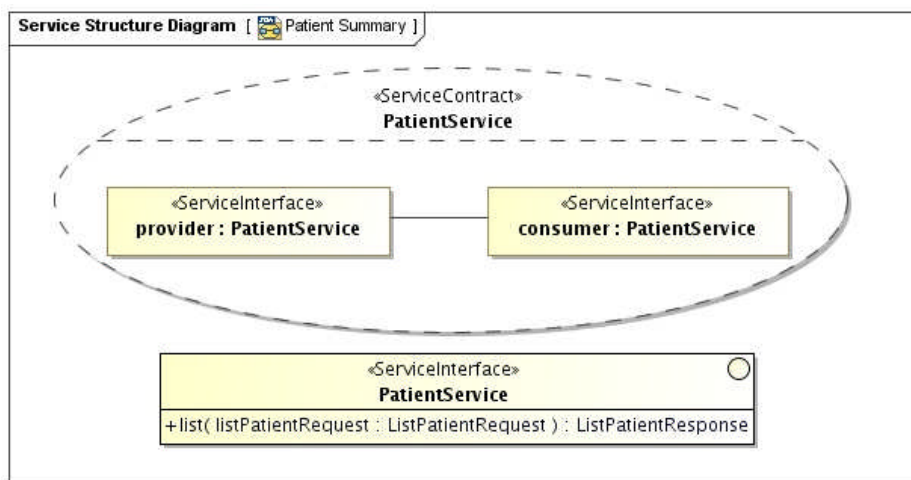 Service Structure Diagram [ Patient Summary ]
«ServiceContract»
PatientService
«ServiceInterface»
provider : PatientService
«ServiceInterface»
consumer : PatientService
«ServiceInterface»
PatientService
+list( listPatientRequest : ListPatientRequest ) : ListPatientResponse